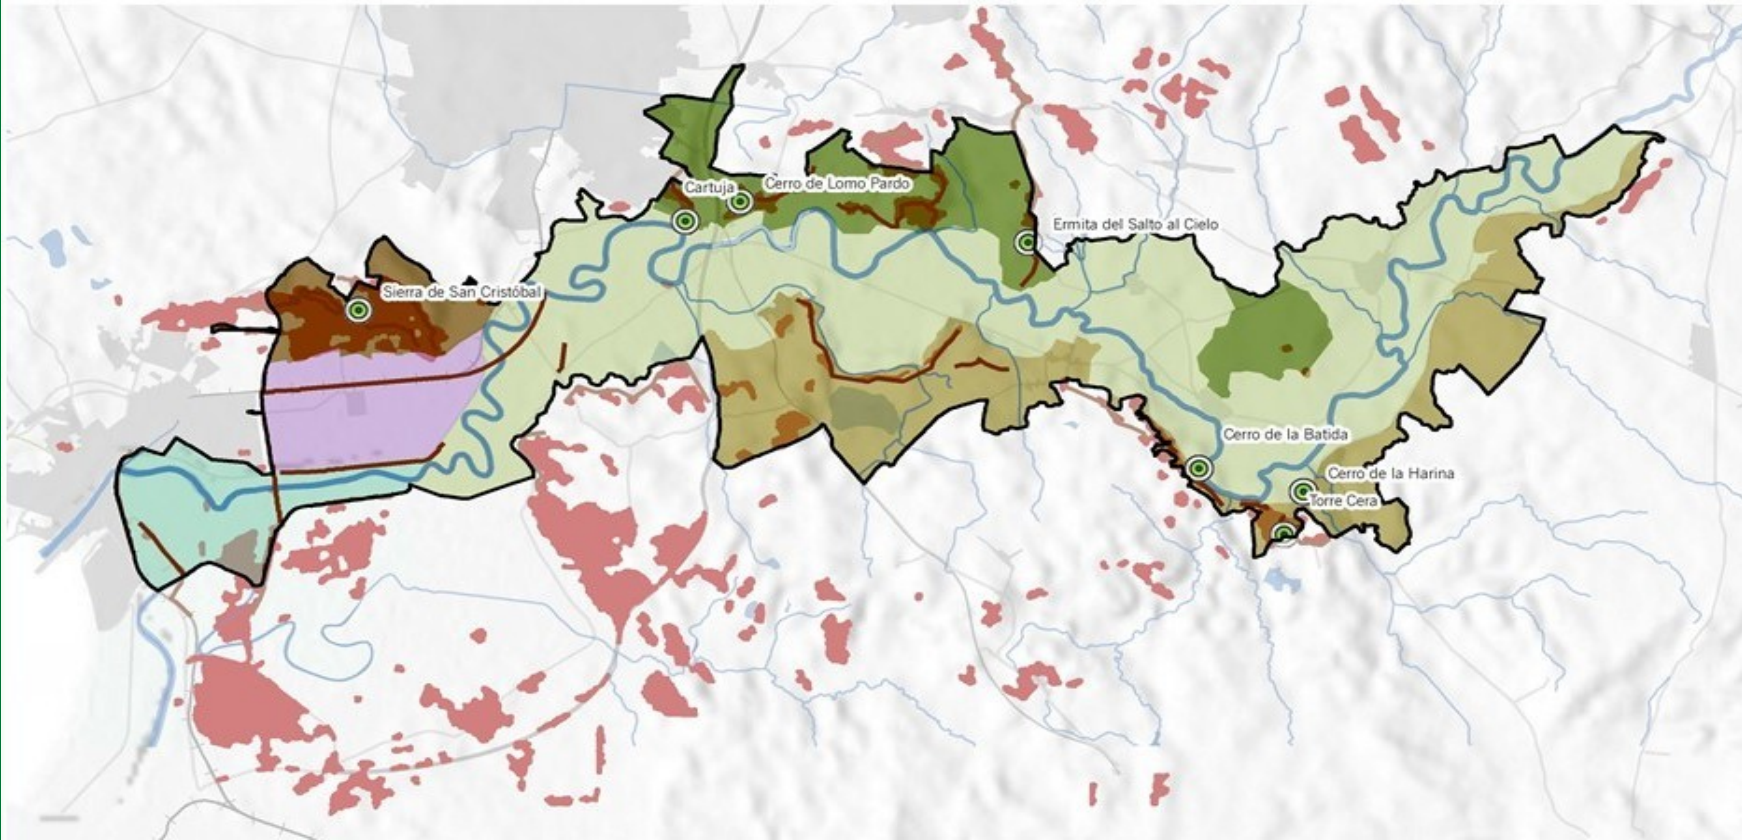 Cartuja
Cerro de Lomo Pardo
Ermita del Salto al Cielo
Sierra de San Cristóbal
Cerro de la Batida
Cerro de la Harina
Torre Cera